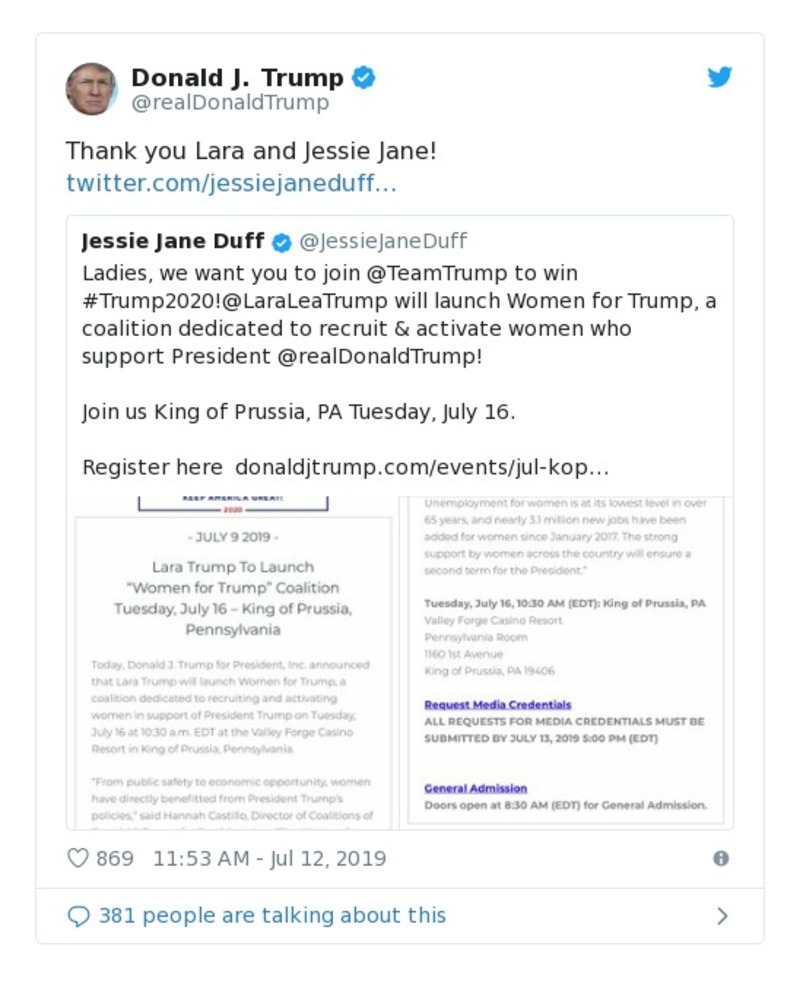 Donald J. Trump
@realDonaldTrump
Thank you Lara and Jessie Jane!
twitter.com/jessiejaneduff…
Jessie Jane Duff @JessieJaneDuff
Ladies, we want you to join @TeamTrump to win
#Trump2020!@LaraLeaTrump will launch Women for Trump, a
coalition dedicated to recruit & activate women who
support President @realDonaldTrump!
Join us King of Prussia, PA Tuesday, July 16.
Register here donaldjtrump.com/events/jul-kop…
KEEP AMERICA GREAT!
2020
- JULY 9 2019 -
Lara Trump To Launch
“Women for Trump” Coalition
Tuesday, July 16 – King of Prussia,
Pennsylvania
Today, Donald J. Trump for President, Inc. announced
that Lara Trump will launch Women for Trump, a
coalition dedicated to recruiting and activating
women in support of President Trump on Tuesday,
July 16 at 10:30 a.m. EDT at the Valley Forge Casino
Resort in King of Prussia, Pennsylvania.
“From public safety to economic opportunity, women
have directly benefitted from President Trump’s
policies,” said Hannah Castillo, Director of Coalitions of
Unemployment for women is at its lowest level in over
65 years, and nearly 3.1 million new jobs have been
added for women since January 2017. The strong
support by women across the country will ensure a
second term for the President.”
Tuesday, July 16, 10:30 AM (EDT): King of Prussia, PA
Valley Forge Casino Resort
Pennsylvania Room
1160 1st Avenue
King of Prussia, PA 19406
Request Media Credentials
ALL REQUESTS FOR MEDIA CREDENTIALS MUST BE
SUBMITTED BY JULY 13, 2019 5:00 PM (EDT)
General Admission
Doors open at 8:30 AM (EDT) for General Admission.
869 11:53 AM - Jul 12, 2019
381 people are talking about this